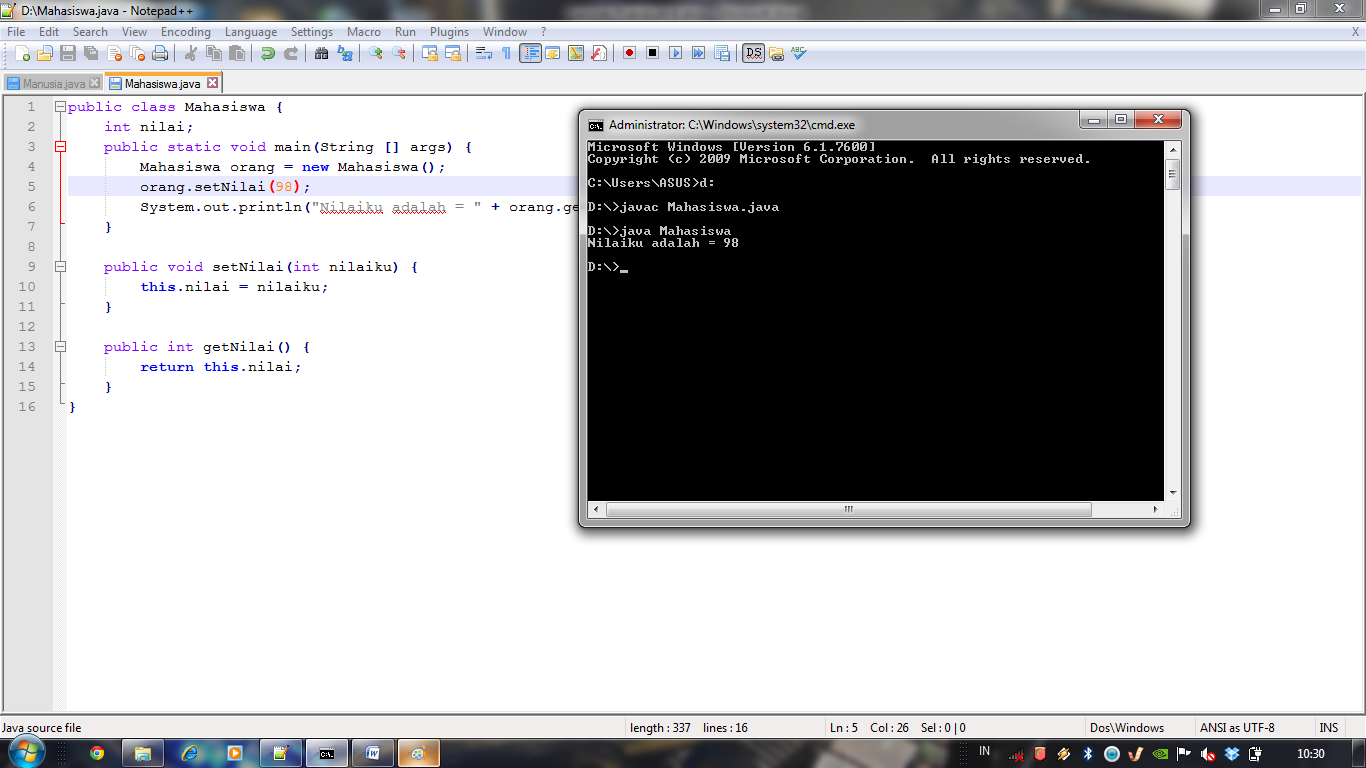 D:\Mahasiswa.java - Notepad++
File Edit Search View Encoding Language Settings Macro Run Plugins Window ? X
Manusia.java Mahasiswa.java
1 public class Mahasiswa {
2 int nilai;
3 public static void main(String [] args) {
4 Mahasiswa orang = new Mahasiswa();
5 orang.setNilai(98);
6 System.out.println("Nilaiku adalah = " + orang.ge
7 }
8
9 public void setNilai(int nilaiku) {
10 this.nilai = nilaiku;
11 }
12
13 public int getNilai() {
14 return this.nilai;
15 }
16 }
Administrator: C:\Windows\system32\cmd.exe
Microsoft Windows [Version 6.1.7600]
Copyright (c) 2009 Microsoft Corporation.  All rights reserved.
C:\Users\ASUS>d:
D:\>javac Mahasiswa.java
D:\>java Mahasiswa
Nilaiku adalah = 98
D:\>_
Java source file length : 337 lines : 16 Ln : 5 Col : 26 Sel : 0 | 0 Dos\Windows ANSI as UTF-8 INS
IN 10:30